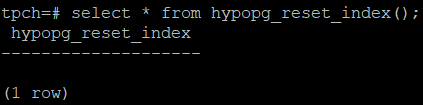 tpch=# select * from hypopg_reset_index();
 hypopg_reset_index
--------------------

(1 row)